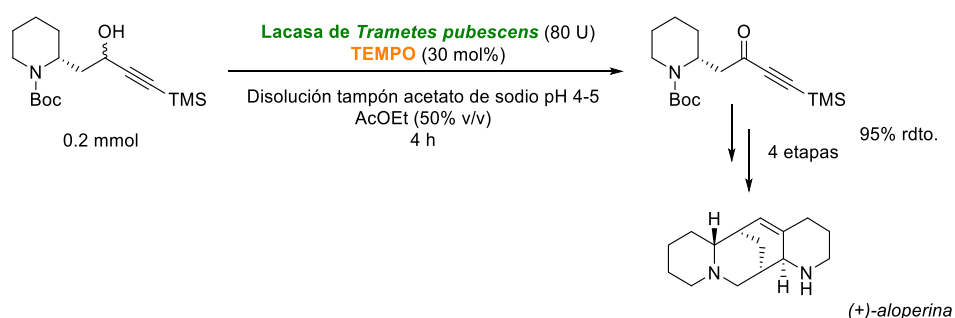 OH
N
Boc
TMS
0.2 mmol
Lacasa de Trametes pubescens (80 U)
TEMPO (30 mol%)
Disolución tampón acetato de sodio pH 4-5
AcOEt (50% v/v)
4 h
O
N
Boc
TMS
95% rdto.
4 etapas
H
N
H
N
H
(+)-aloperina